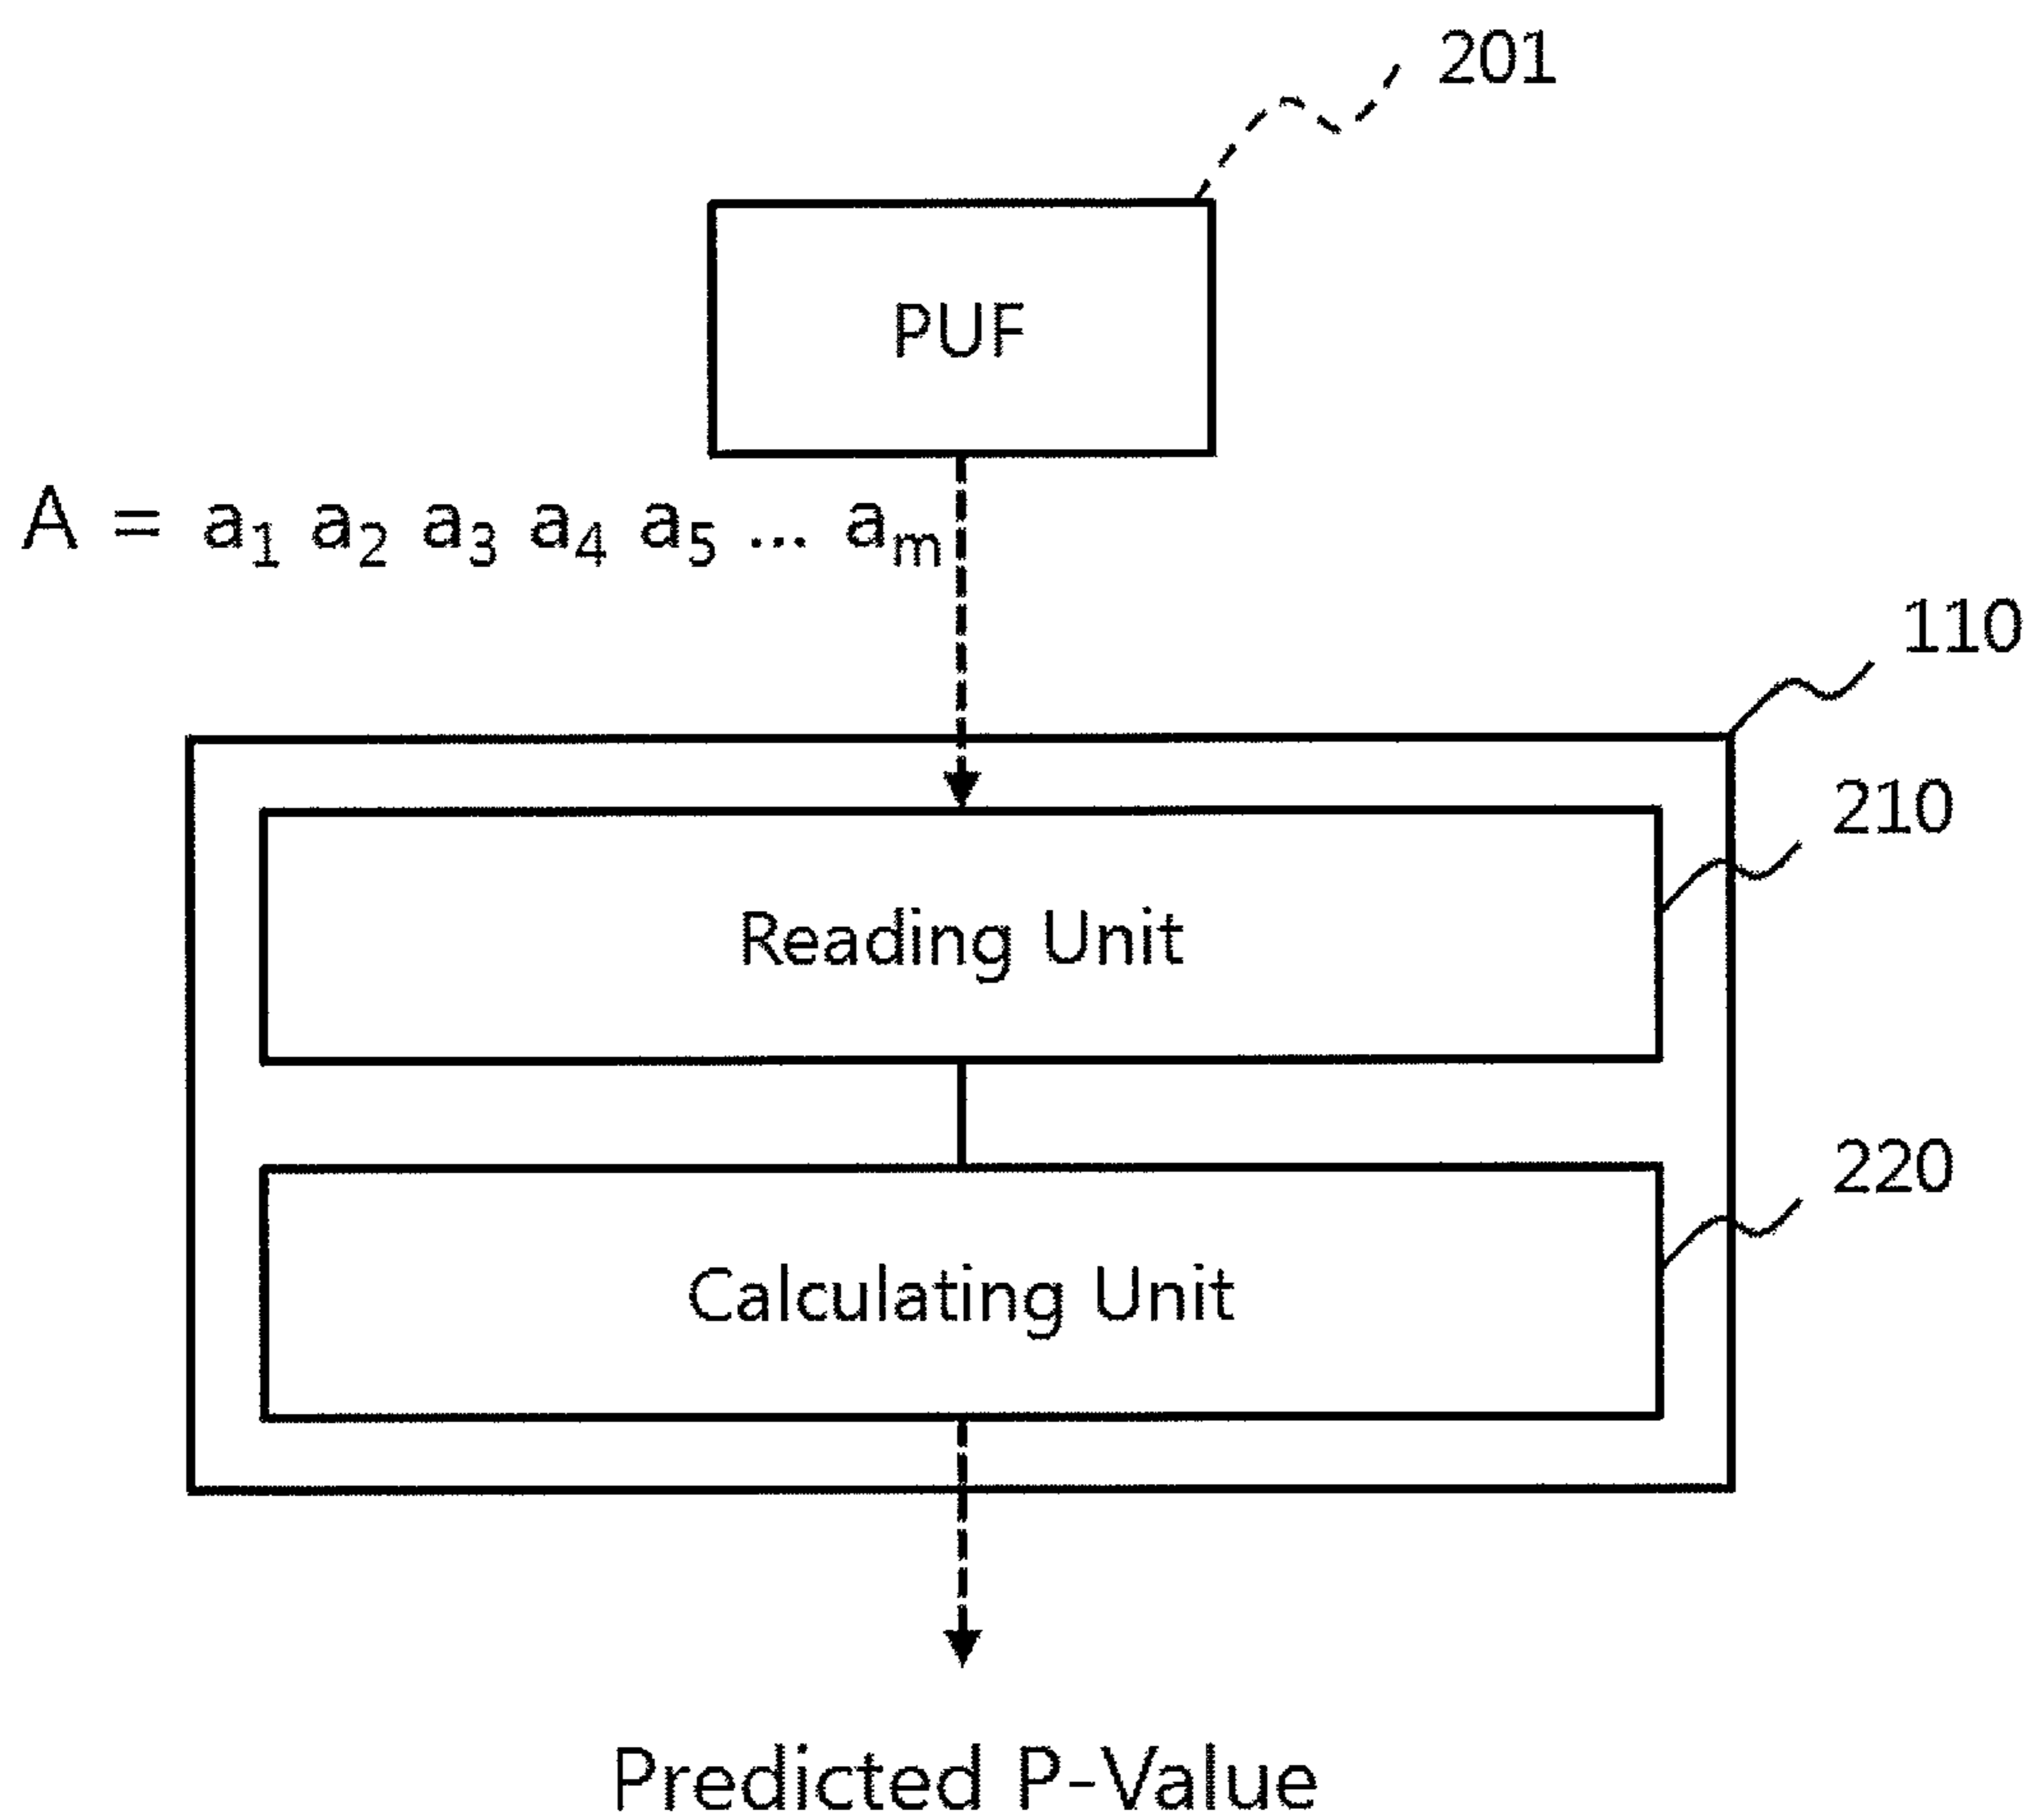 201
PUF
A = a₁ a₂ a₃ a₄ a₅ ... aₘ
110
210
Reading Unit
220
Calculating Unit
Predicted P-Value